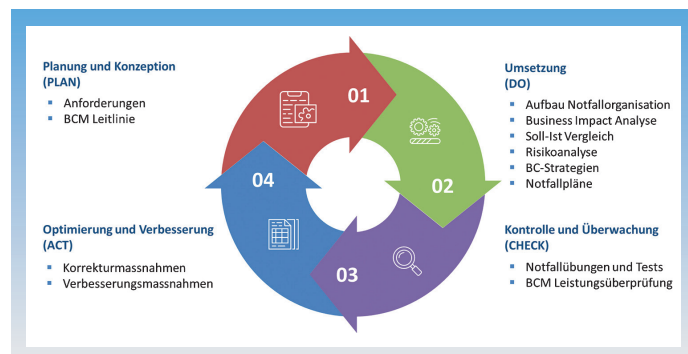 Planung und Konzeption
(PLAN)
Anforderungen
BCM Leitlinie
01
Umsetzung
(DO)
Aufbau Notfallorganisation
Business Impact Analyse
Soll-Ist Vergleich
Risikoanalyse
BC-Strategien
Notfallpläne
02
Kontrolle und Überwachung
(CHECK)
Notfallübungen und Tests
BCM Leistungsüberprüfung
03
Optimierung und Verbesserung
(ACT)
Korrekturmassnahmen
Verbesserungsmassnahmen
04